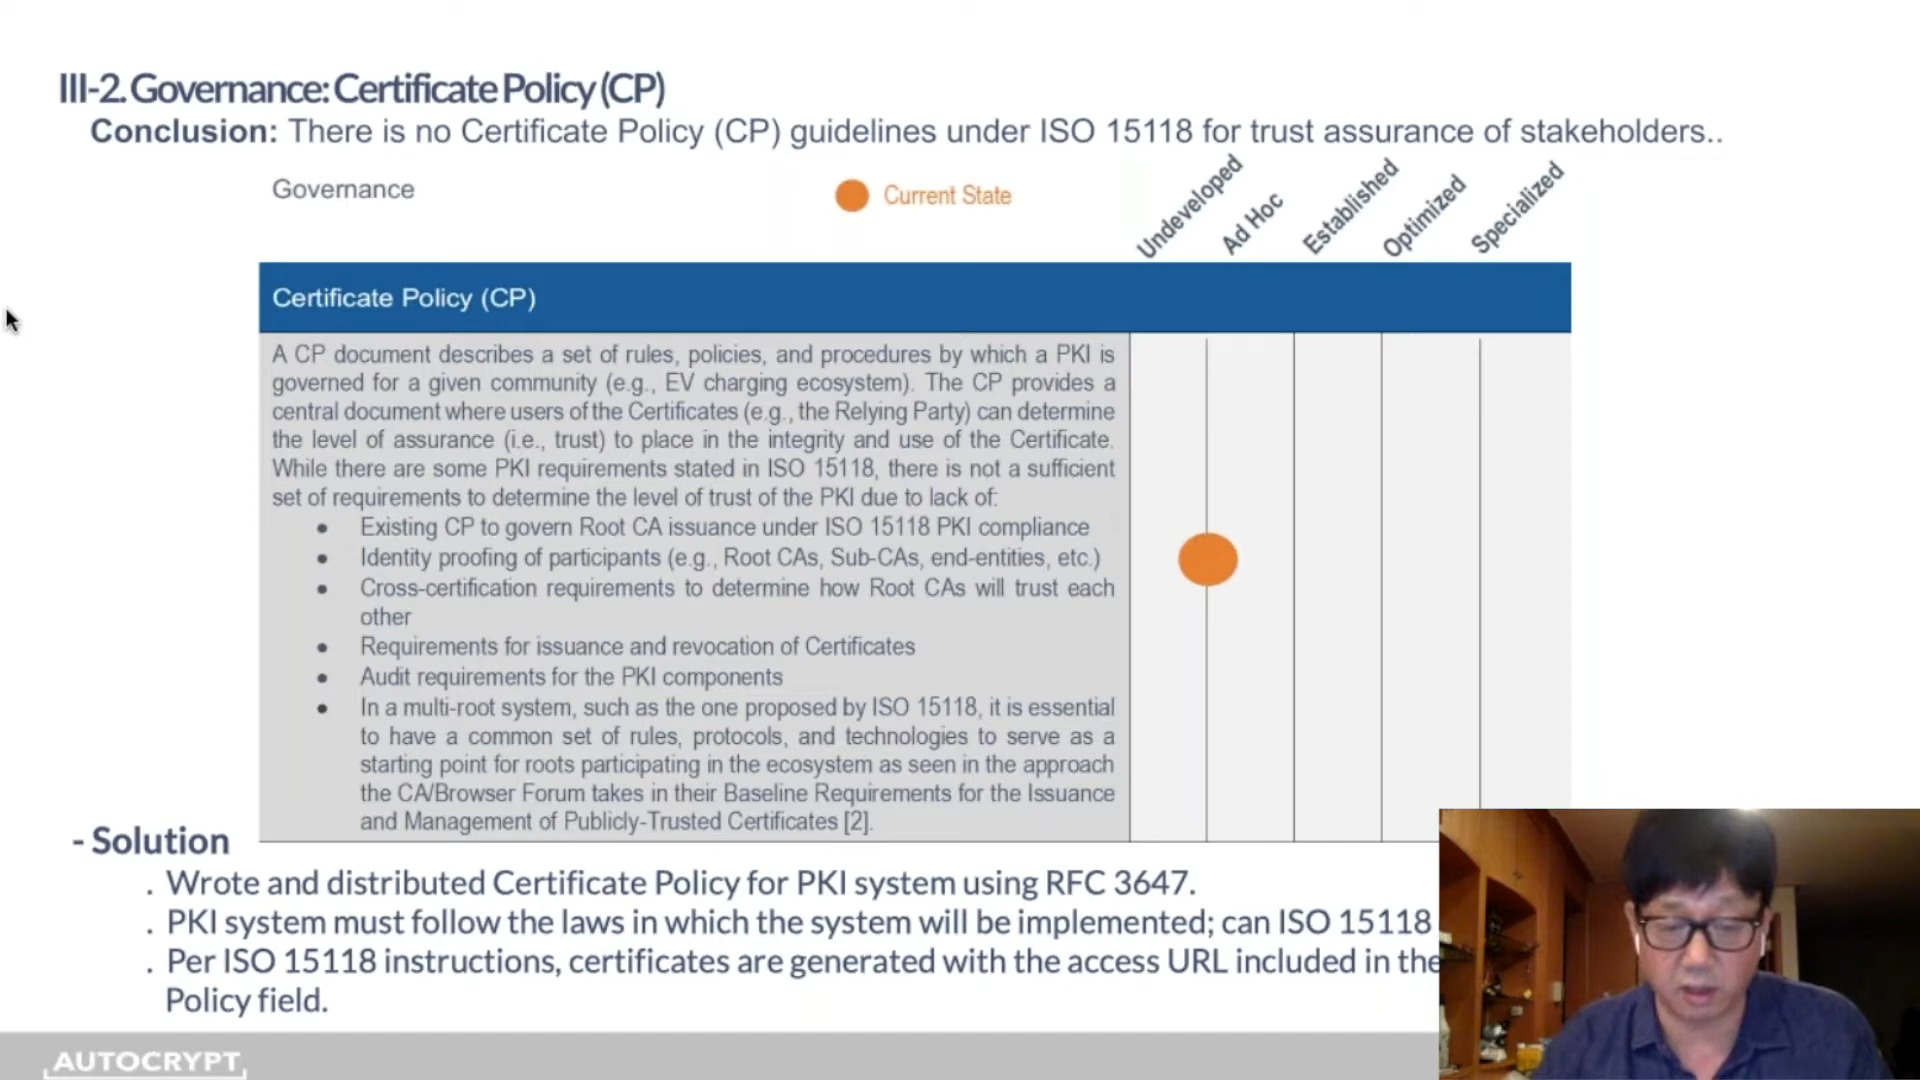 III-2. Governance: Certificate Policy (CP)
Conclusion: There is no Certificate Policy (CP) guidelines under ISO 15118 for trust assurance of stakeholders..
Governance
Current State
Undeveloped
Ad Hoc
Established
Optimized
Specialized
Certificate Policy (CP)
A CP document describes a set of rules, policies, and procedures by which a PKI is
governed for a given community (e.g., EV charging ecosystem). The CP provides a
central document where users of the Certificates (e.g., the Relying Party) can determine
the level of assurance (i.e., trust) to place in the integrity and use of the Certificate.
While there are some PKI requirements stated in ISO 15118, there is not a sufficient
set of requirements to determine the level of trust of the PKI due to lack of:
• Existing CP to govern Root CA issuance under ISO 15118 PKI compliance
• Identity proofing of participants (e.g., Root CAs, Sub-CAs, end-entities, etc.)
• Cross-certification requirements to determine how Root CAs will trust each
other
• Requirements for issuance and revocation of Certificates
• Audit requirements for the PKI components
• In a multi-root system, such as the one proposed by ISO 15118, it is essential
to have a common set of rules, protocols, and technologies to serve as a
starting point for roots participating in the ecosystem as seen in the approach
the CA/Browser Forum takes in their Baseline Requirements for the Issuance
and Management of Publicly-Trusted Certificates [2].
- Solution
. Wrote and distributed Certificate Policy for PKI system using RFC 3647.
. PKI system must follow the laws in which the system will be implemented; can ISO 15118
. Per ISO 15118 instructions, certificates are generated with the access URL included in the
Policy field.
AUTOCRYPT